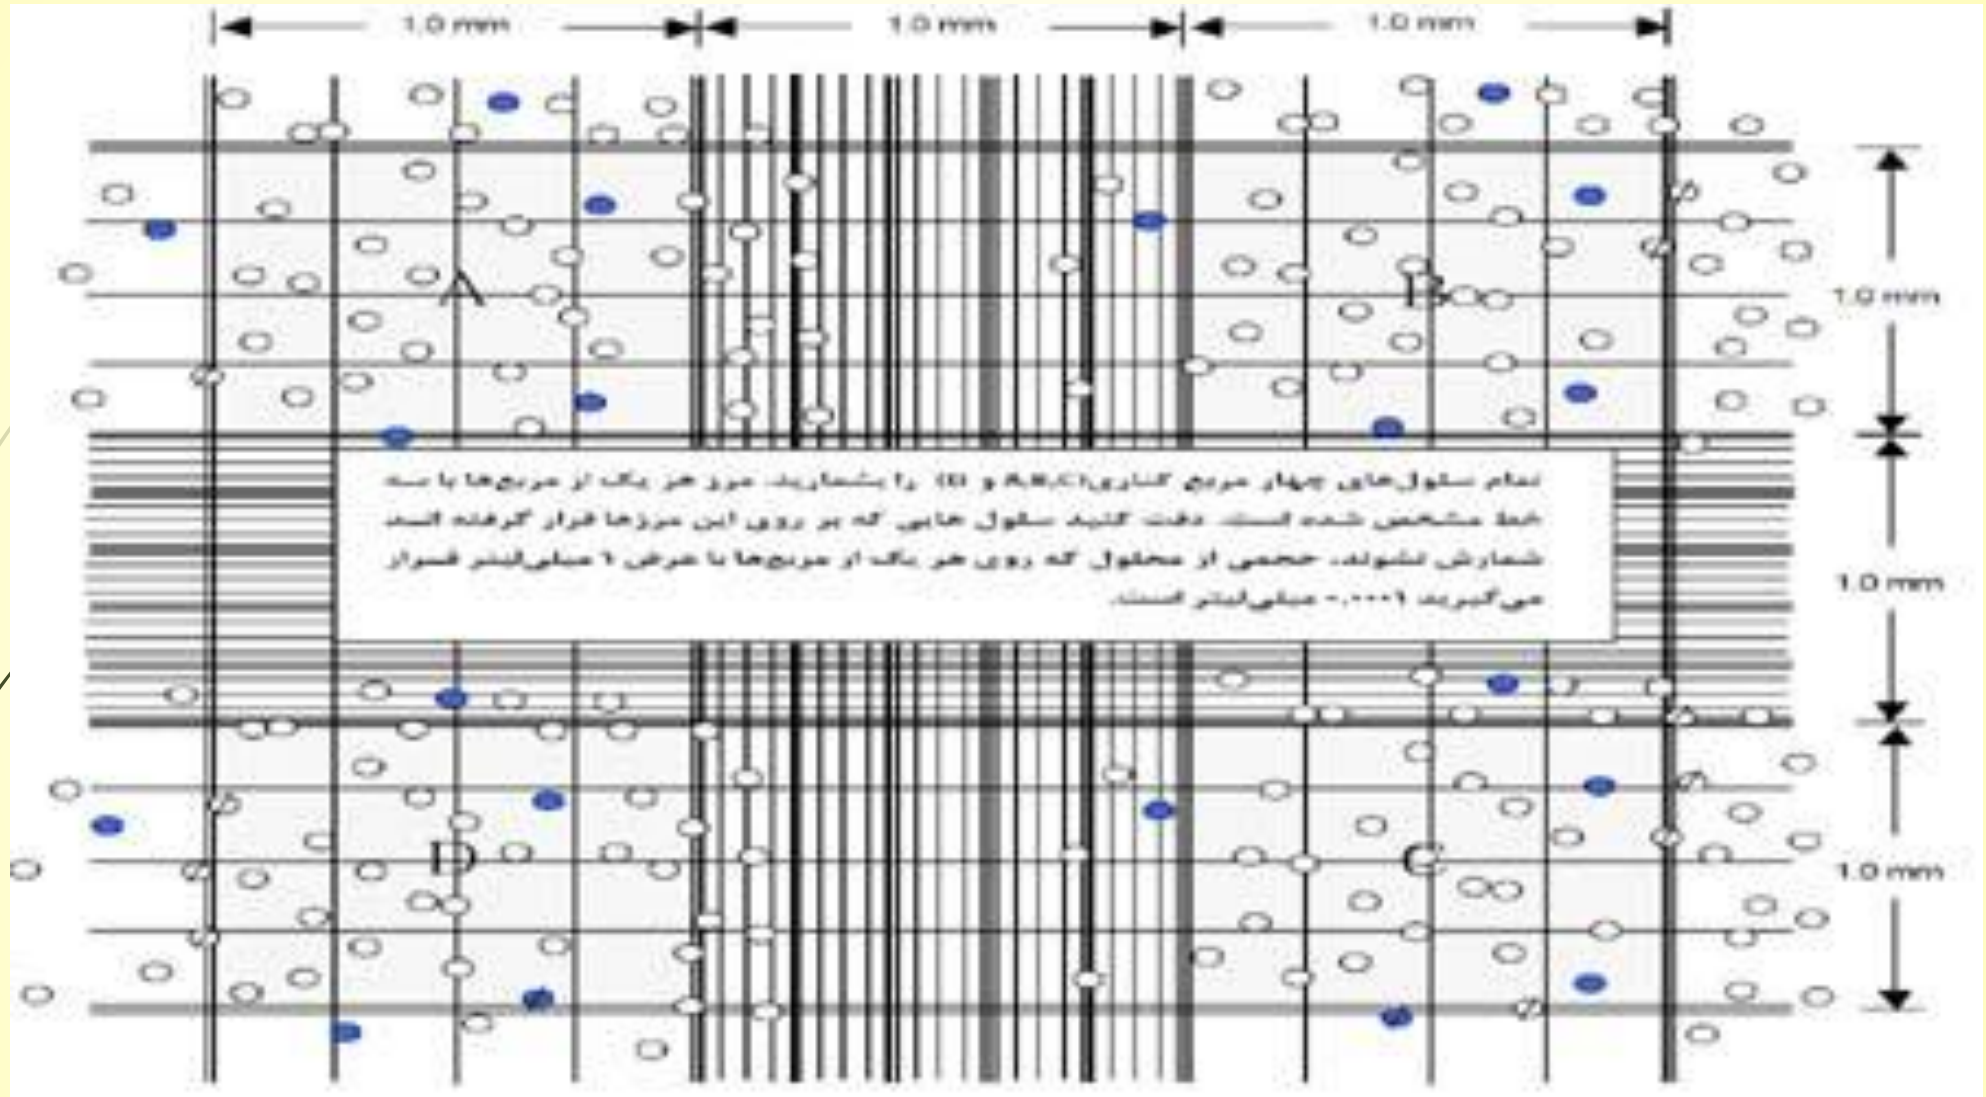 1.0 mm 1.0 mm 1.0 mm
A B
1.0 mm
تمام سلول‌های چهار مربع کناری(A,B,C و D) را بشمارید. مرز هر یک از مربع‌ها با سه
خط مشخص شده است. دقت کنید سلول هایی که بر روی این مرزها قرار گرفته اند،
شمارش نشوند. حجمی از محلول که روی هر یک از مربع‌ها با عرض ۱ میلی‌لیتر قرار
می‌گیرند ۰.۰۰۰۱ میلی‌لیتر است.
1.0 mm
D C
1.0 mm